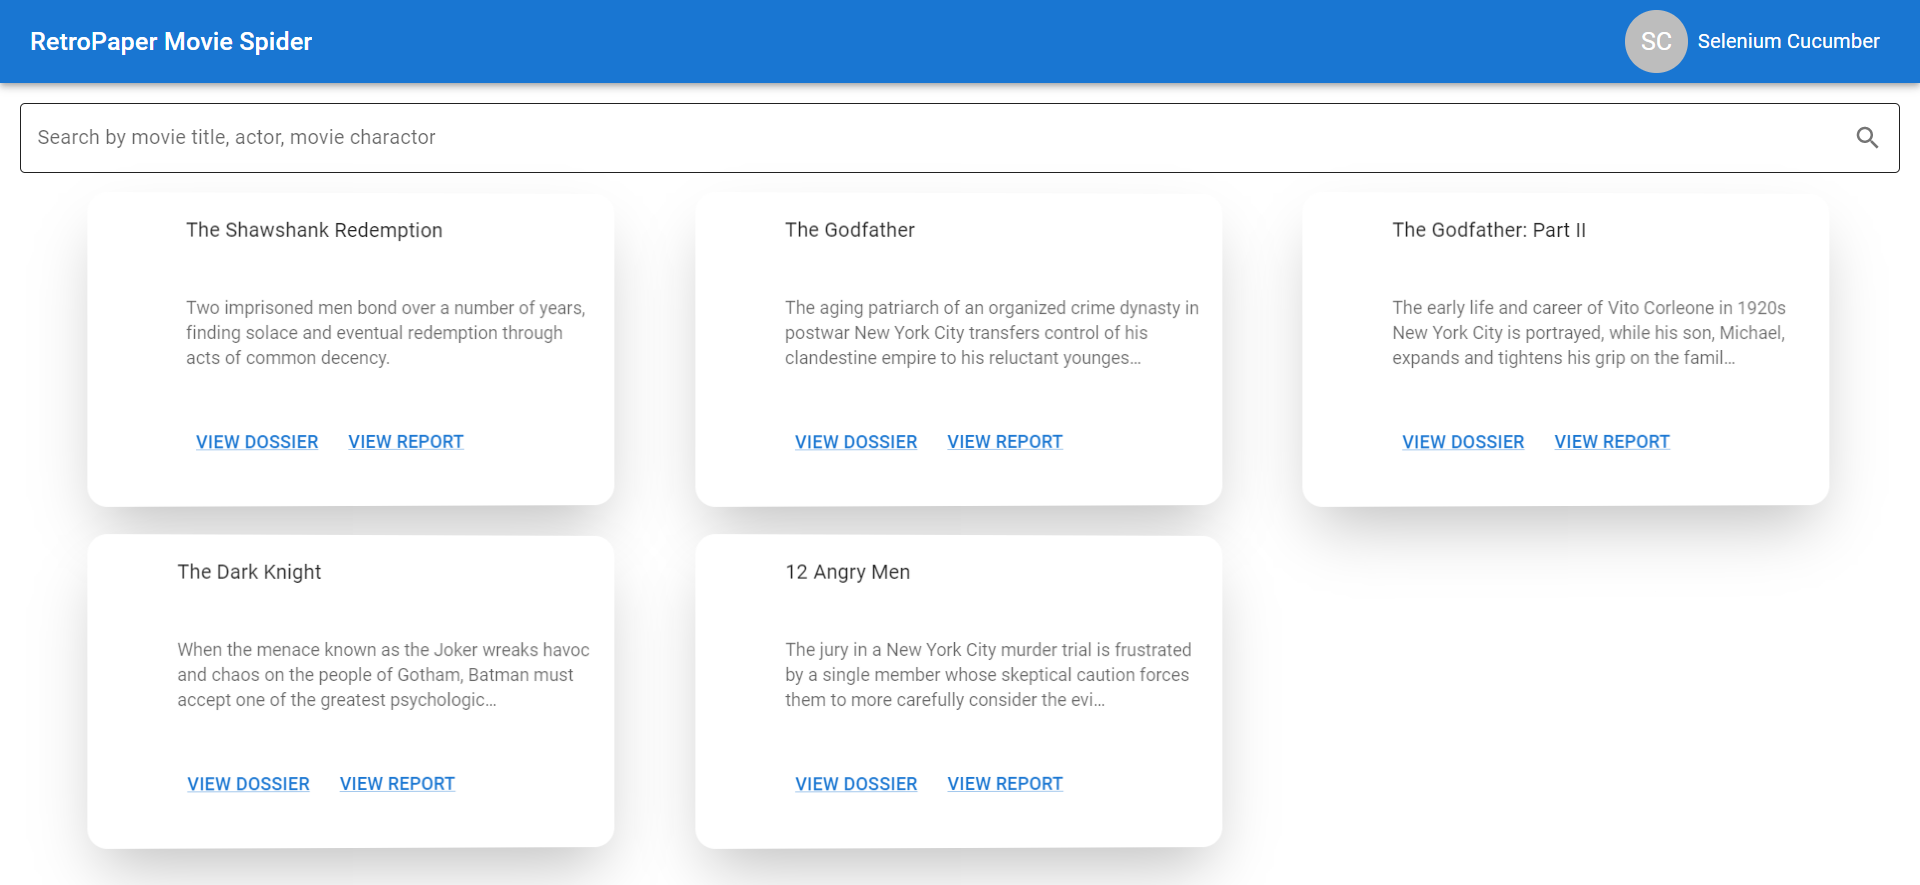 RetroPaper Movie Spider
SC
Selenium Cucumber
Search by movie title, actor, movie charactor
The Shawshank Redemption
Two imprisoned men bond over a number of years,
finding solace and eventual redemption through
acts of common decency.
VIEW DOSSIER VIEW REPORT
The Godfather
The aging patriarch of an organized crime dynasty in
postwar New York City transfers control of his
clandestine empire to his reluctant younges...
VIEW DOSSIER VIEW REPORT
The Godfather: Part II
The early life and career of Vito Corleone in 1920s
New York City is portrayed, while his son, Michael,
expands and tightens his grip on the famil...
VIEW DOSSIER VIEW REPORT
The Dark Knight
When the menace known as the Joker wreaks havoc
and chaos on the people of Gotham, Batman must
accept one of the greatest psychologic...
VIEW DOSSIER VIEW REPORT
12 Angry Men
The jury in a New York City murder trial is frustrated
by a single member whose skeptical caution forces
them to more carefully consider the evi...
VIEW DOSSIER VIEW REPORT